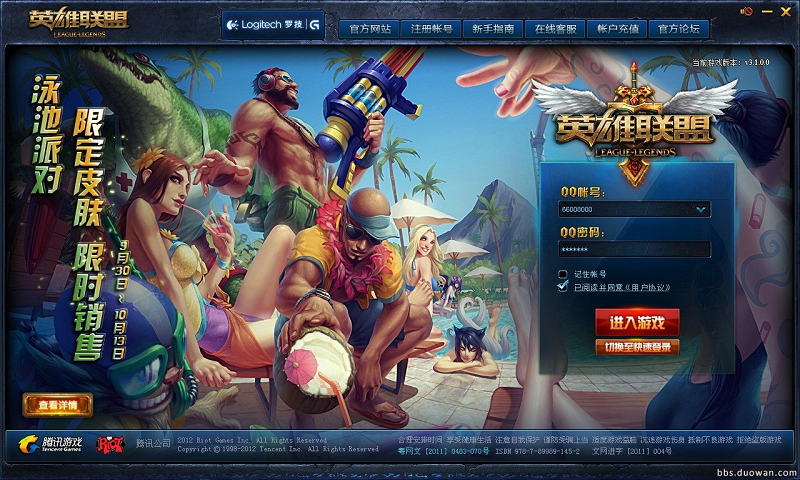 英雄联盟
LEAGUE OF LEGENDS
Logitech 罗技 G
官方网站 注册帐号 新手指南 在线客服 帐户充值 官方论坛
当前游戏版本: v3.1.0.0
泳池派对
限定皮肤 限时销售
9月30日~10月13日
英雄联盟
LEAGUE OF LEGENDS
QQ帐号:
66008000
QQ密码:
*******
记住帐号
已阅读并同意《用户协议》
进入游戏
切换至快速登录
查看详情
腾讯游戏
Tencent Games
RIOT
腾讯公司
2012 Riot Games Inc. All Rights Reserved
Copyright © 1998-2012 Tencent Inc. All Rights Reserved
合理安排时间 享受健康生活 注意自我保护 谨防受骗上当 适度游戏益脑 沉迷游戏伤身 抵制不良游戏 拒绝盗版游戏
粤网文[2011]0483-070号 ISBN 978-7-89989-145-2 文网进字[2011]004号
bbs.duowan.com